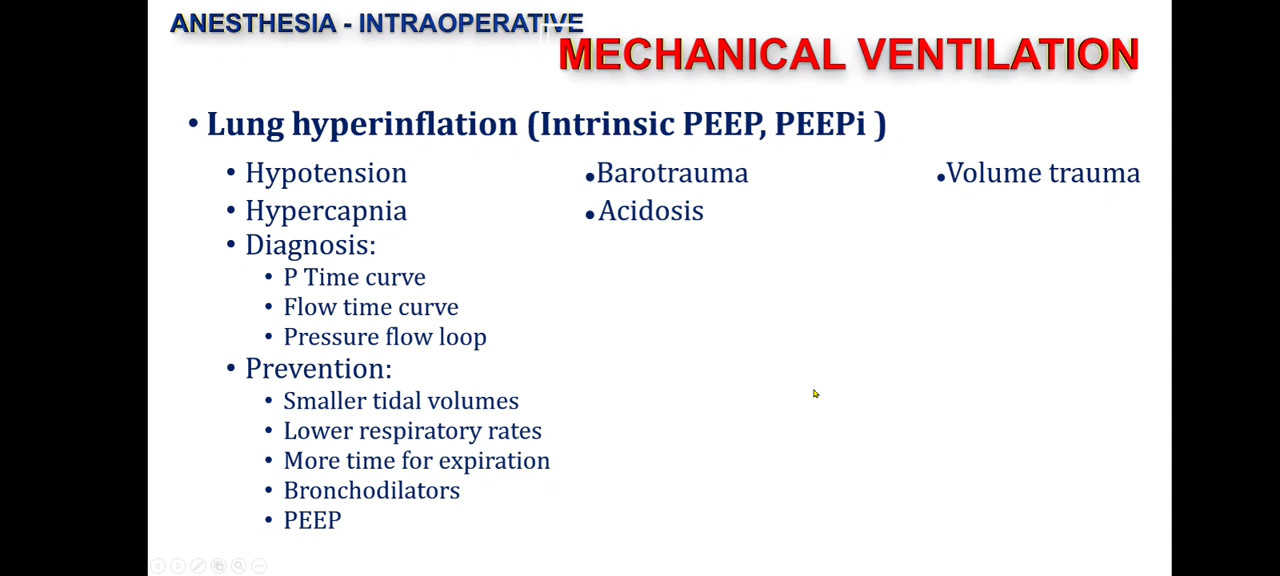 ANESTHESIA - INTRAOPERATIVE
MECHANICAL VENTILATION
• Lung hyperinflation (Intrinsic PEEP, PEEPi )
• Hypotension •Barotrauma •Volume trauma
• Hypercapnia •Acidosis
• Diagnosis:
• P Time curve
• Flow time curve
• Pressure flow loop
• Prevention:
• Smaller tidal volumes
• Lower respiratory rates
• More time for expiration
• Bronchodilators
• PEEP